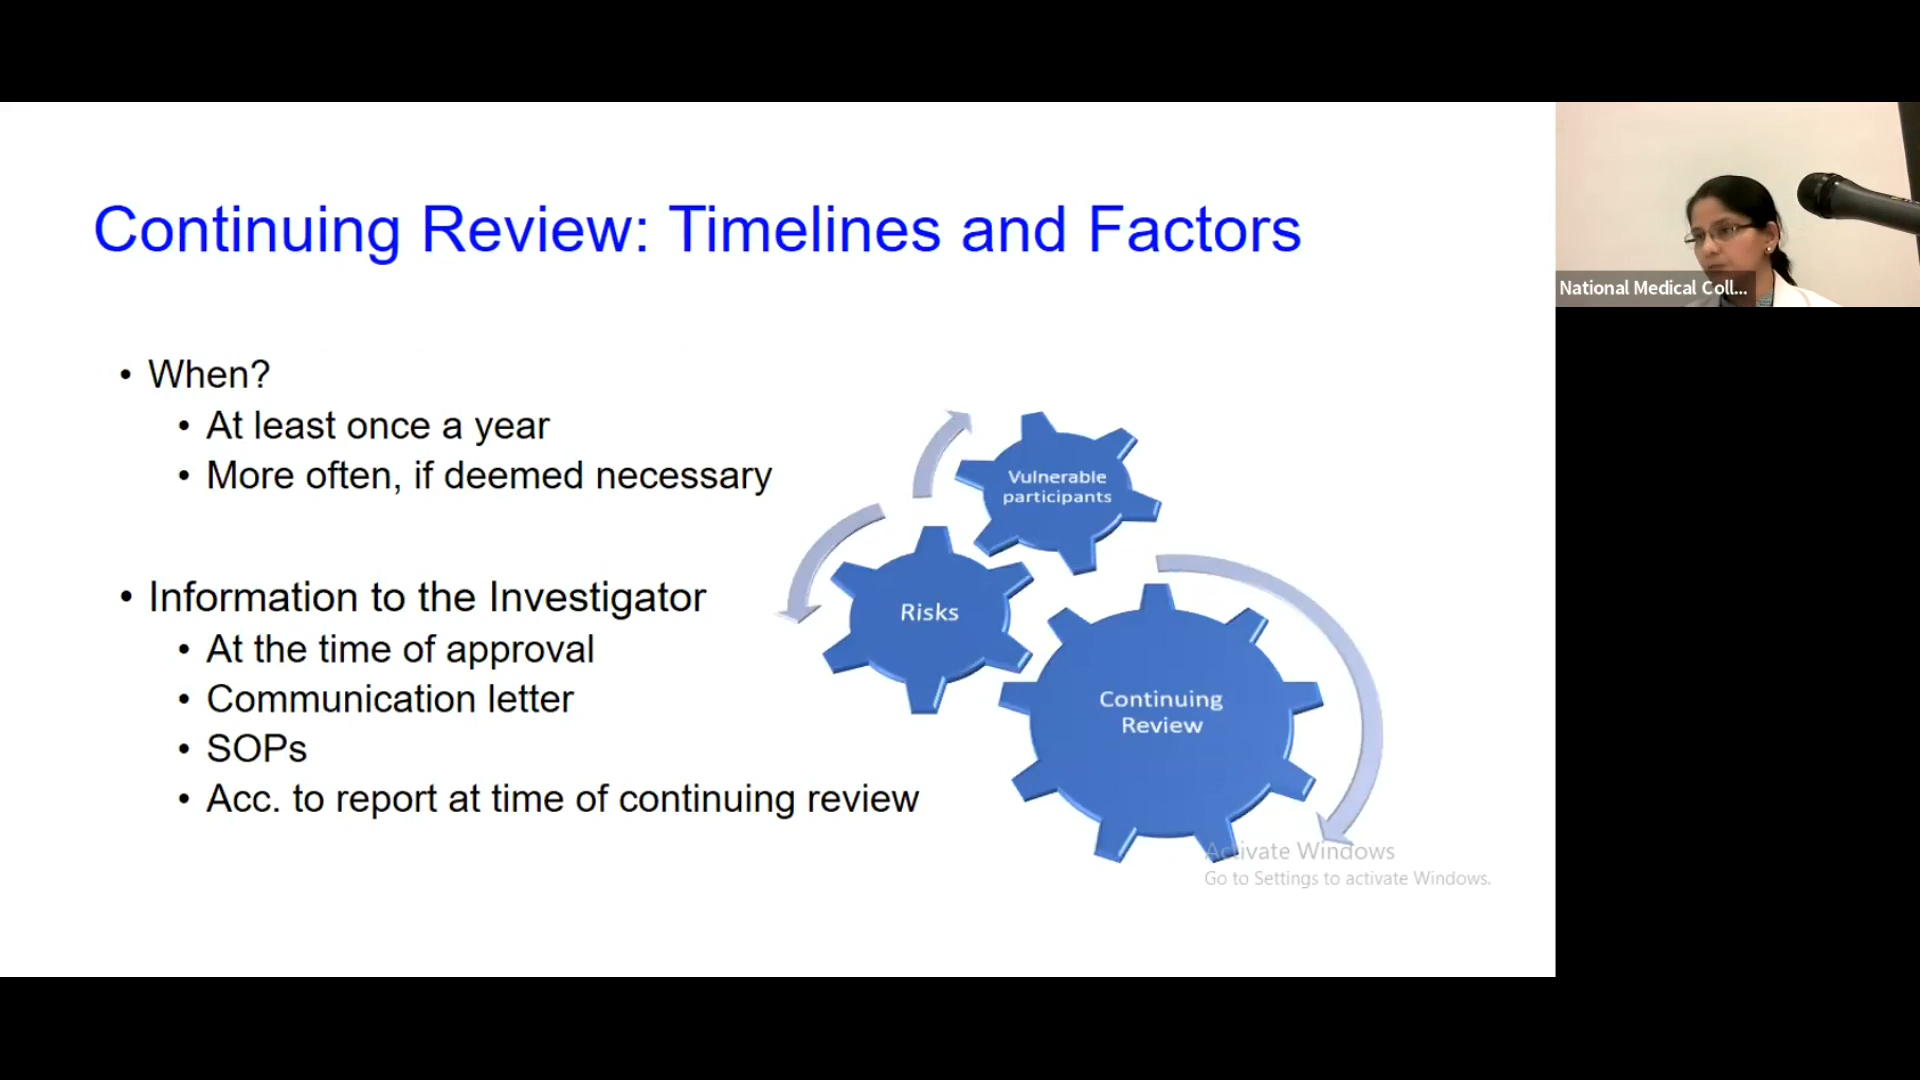 Continuing Review: Timelines and Factors
• When?
• At least once a year
• More often, if deemed necessary
• Information to the Investigator
• At the time of approval
• Communication letter
• SOPs
• Acc. to report at time of continuing review
Vulnerable
participants
Risks
Continuing
Review
Activate Windows
Go to Settings to activate Windows.
National Medical Coll...